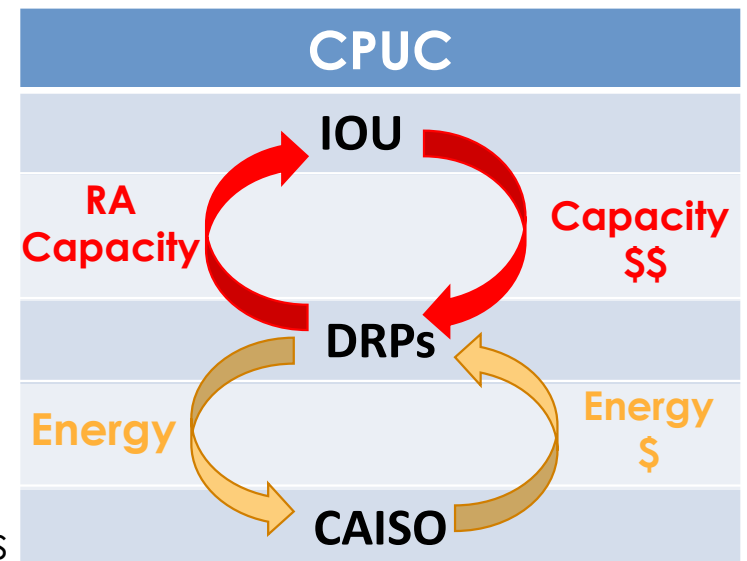 CPUC
IOU
RA
Capacity
Capacity
$$
DRPs
Energy
Energy
$
CAISO